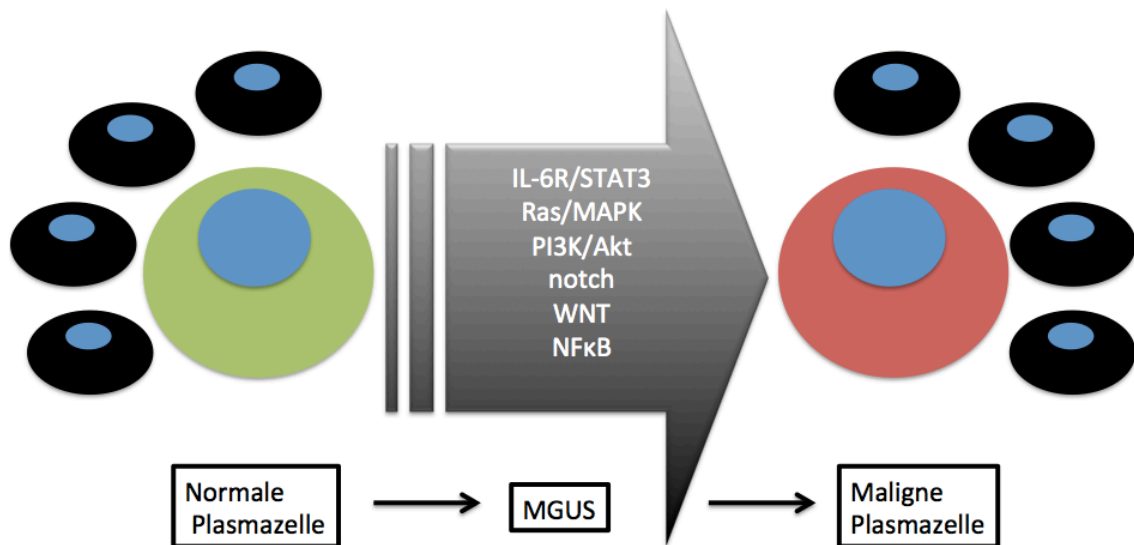 IL-6R/STAT3
Ras/MAPK
PI3K/Akt
notch
WNT
NFκB
Normale
Plasmazelle
MGUS
Maligne
Plasmazelle